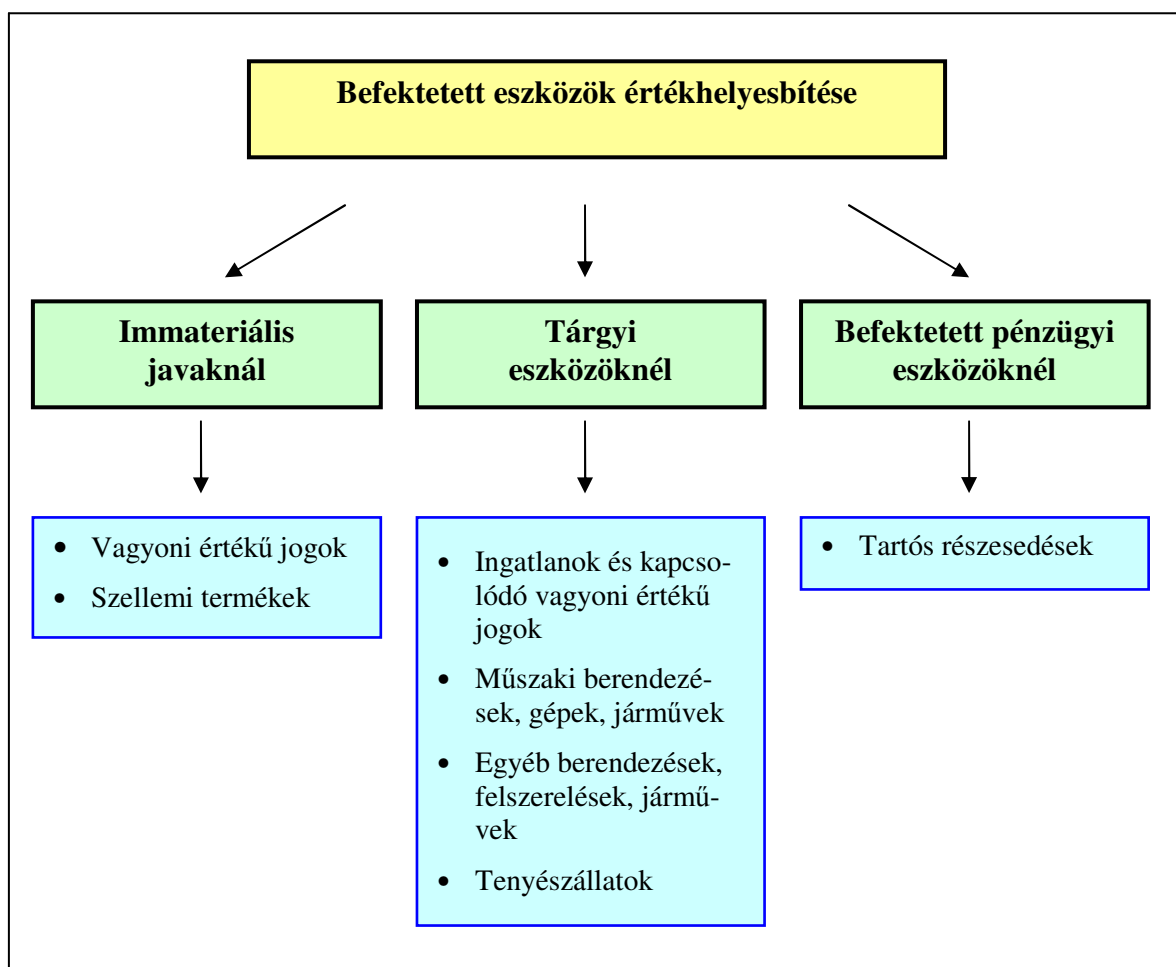 Befektetett eszközök értékhelyesbítése
Immateriális
javaknál
Tárgyi
eszközöknél
Befektetett pénzügyi
eszközöknél
• Vagyoni értékű jogok
• Szellemi termékek
• Ingatlanok és kapcso-
lódó vagyoni értékű
jogok
• Műszaki berendezé-
sek, gépek, járművek
• Egyéb berendezések,
felszerelések, jármű-
vek
• Tenyészállatok
• Tartós részesedések